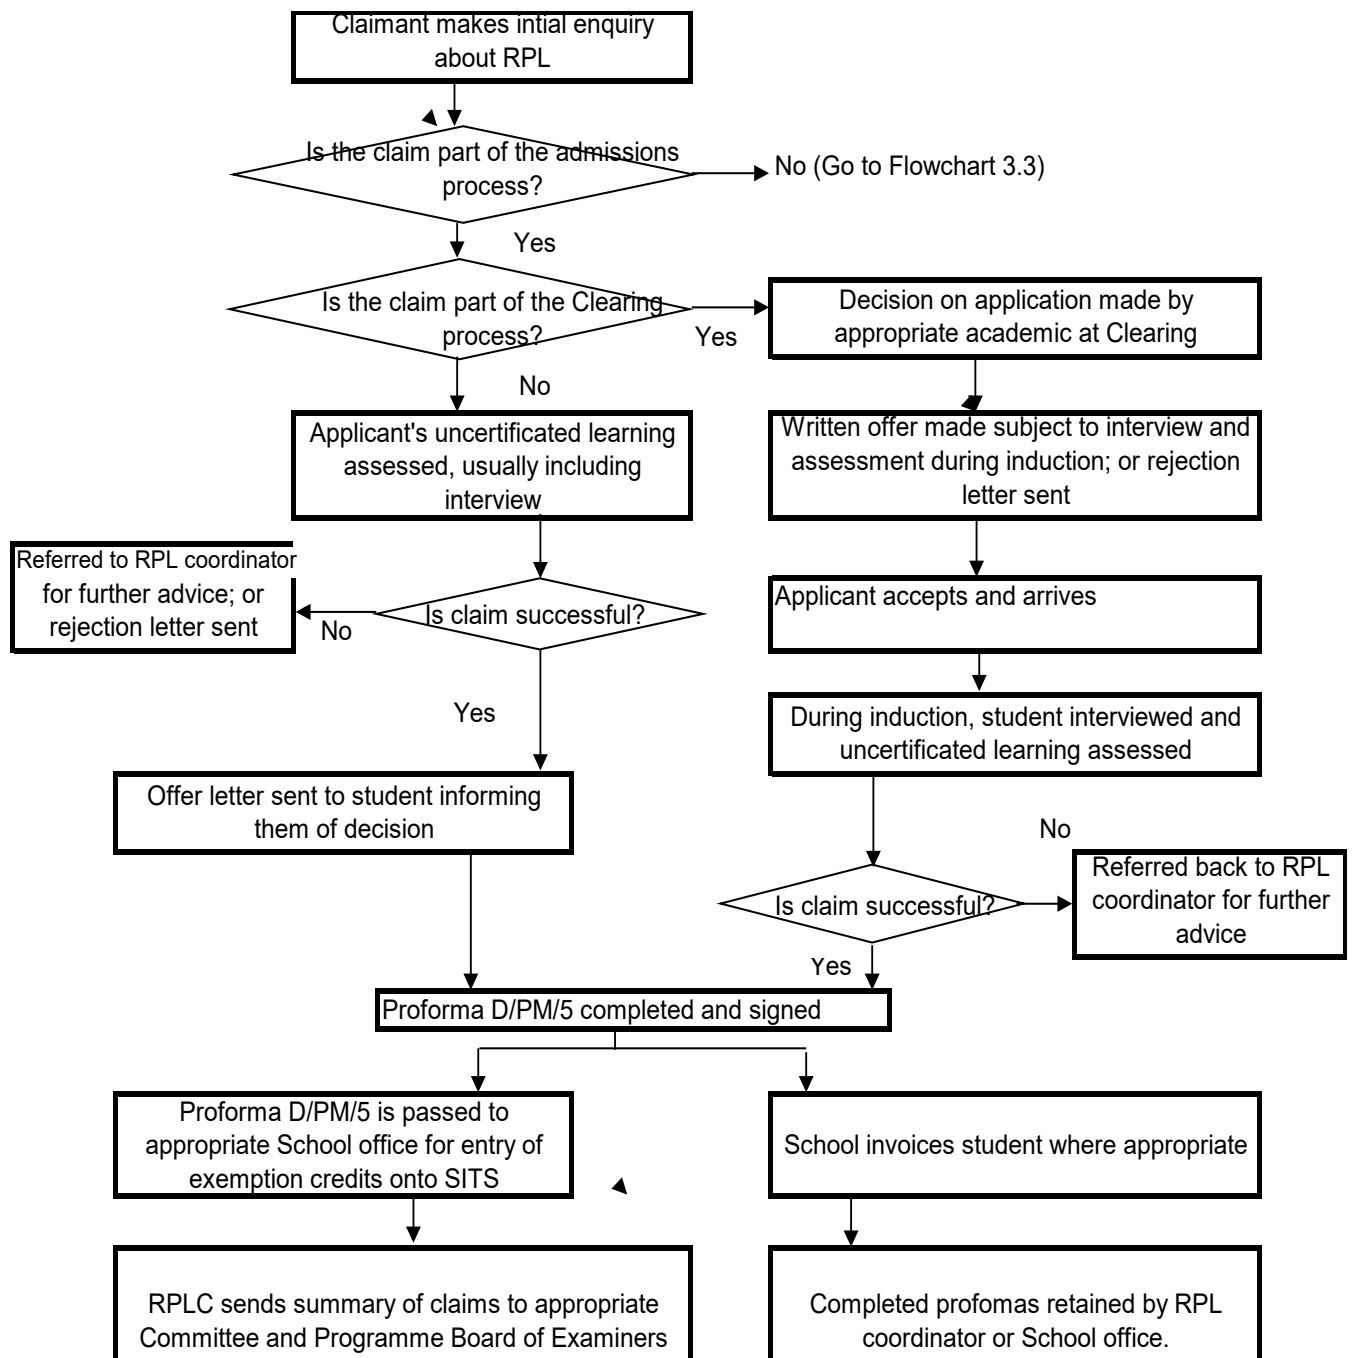 Claimant makes intial enquiry
about RPL
Is the claim part of the admissions
process?
No (Go to Flowchart 3.3)
Yes
Is the claim part of the Clearing
process?
Yes
Decision on application made by
appropriate academic at Clearing
No
Applicant's uncertificated learning
assessed, usually including
interview
Written offer made subject to interview and
assessment during induction; or rejection
letter sent
Referred to RPL coordinator
for further advice; or
rejection letter sent
No
Is claim successful?
Applicant accepts and arrives
Yes
During induction, student interviewed and
uncertificated learning assessed
Offer letter sent to student informing
them of decision
No
Is claim successful?
Referred back to RPL
coordinator for further
advice
Yes
Proforma D/PM/5 completed and signed
Proforma D/PM/5 is passed to
appropriate School office for entry of
exemption credits onto SITS
School invoices student where appropriate
RPLC sends summary of claims to appropriate
Committee and Programme Board of Examiners
Completed profomas retained by RPL
coordinator or School office.